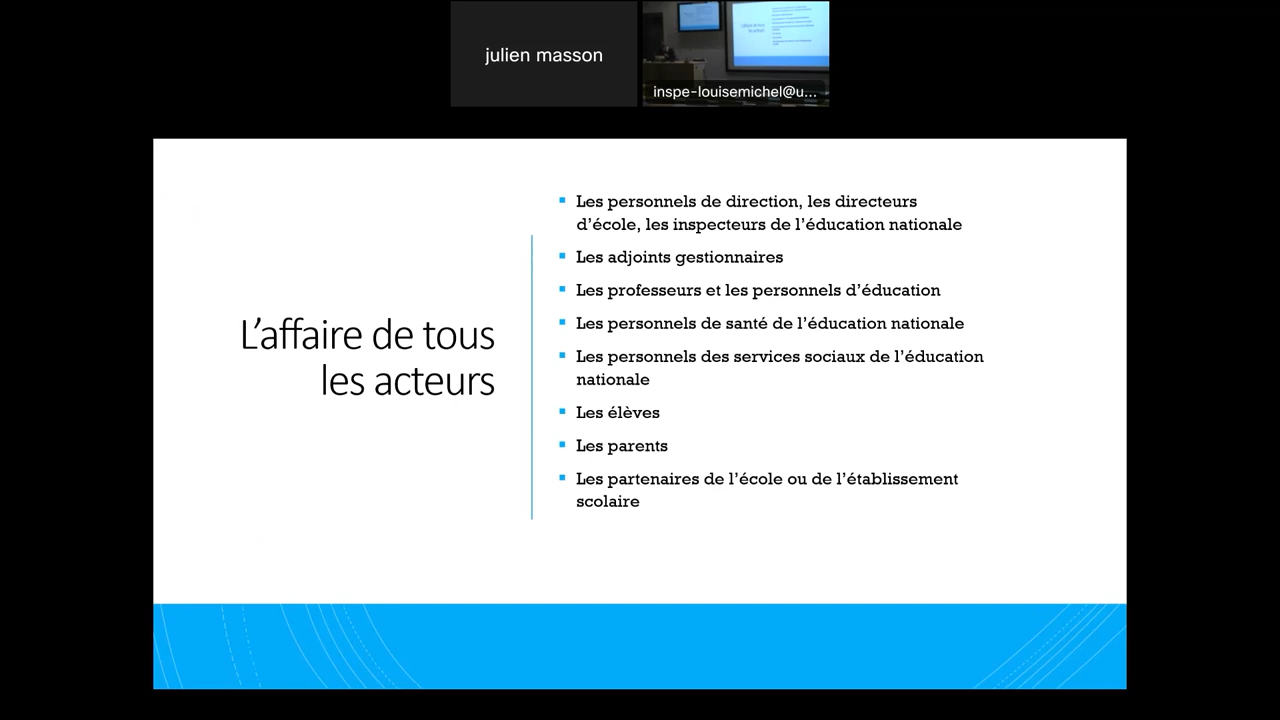 julien masson
inspe-louisemichel@u...
L'affaire de tous
les acteurs
Les personnels de direction, les directeurs
d'école, les inspecteurs de l'éducation nationale
Les adjoints gestionnaires
Les professeurs et les personnels d'éducation
Les personnels de santé de l'éducation nationale
Les personnels des services sociaux de l'éducation
nationale
Les élèves
Les parents
Les partenaires de l'école ou de l'établissement
scolaire